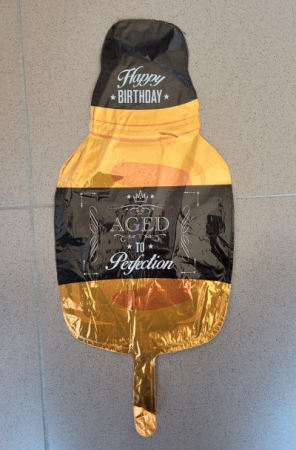 Happy
BIRTHDAY
AGED
TO
Perfection